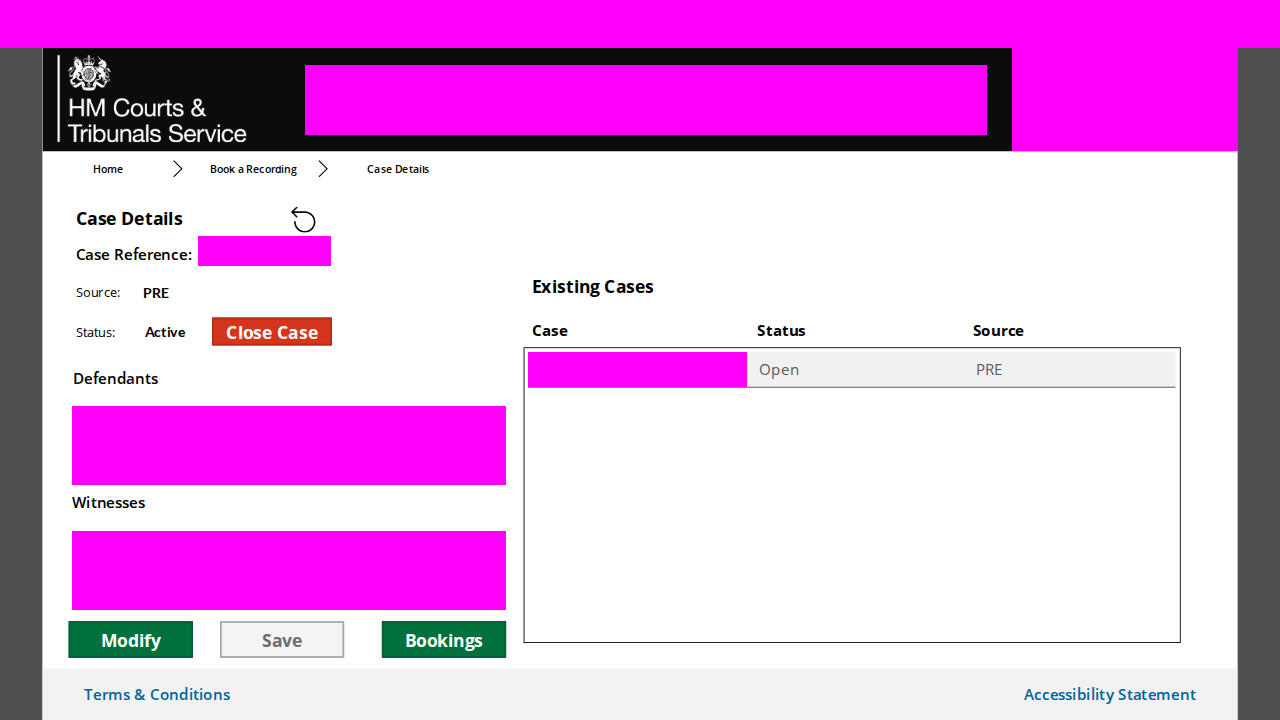 HM Courts &
Tribunals Service
Home
Book a Recording
Case Details
Case Details
Case Reference:
Source: PRE
Status: Active
Close Case
Defendants
Witnesses
Modify
Save
Bookings
Existing Cases
Case Status Source
Open PRE
Terms & Conditions
Accessibility Statement